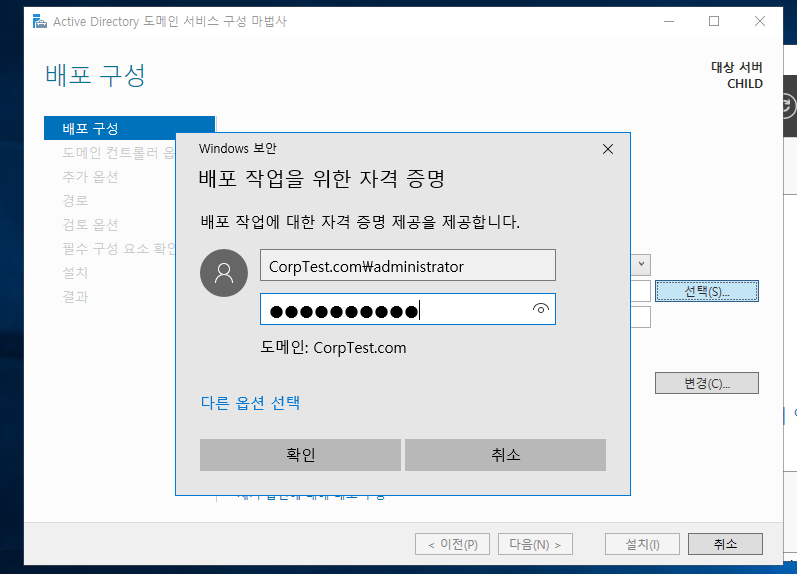 Active Directory 도메인 서비스 구성 마법사
배포 구성
대상 서버
CHILD
배포 구성
도메인 컨트롤러 옵
추가 옵션
경로
검토 옵션
필수 구성 요소 확인
설치
결과
Windows 보안
배포 작업을 위한 자격 증명
배포 작업에 대한 자격 증명 제공을 제공합니다.
CorpTest.com₩administrator
●●●●●●●●●●
도메인: CorpTest.com
다른 옵션 선택
확인
취소
선택(S)...
변경(C)...
< 이전(P)
다음(N) >
설치(I)
취소